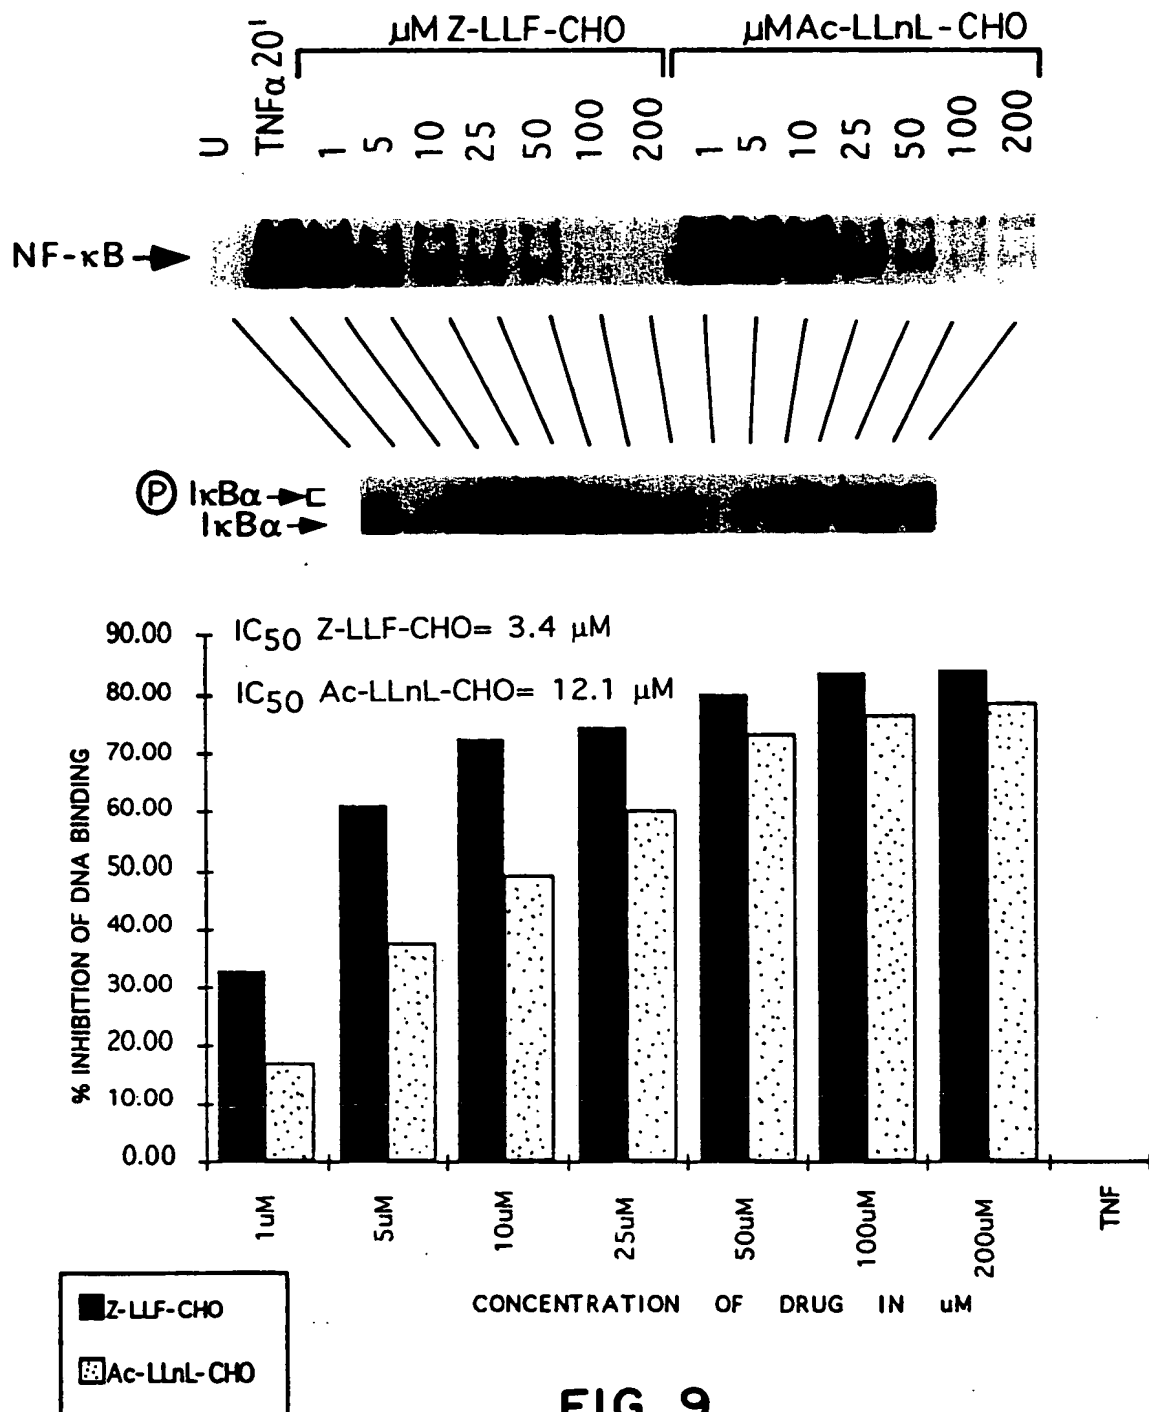 μM Z-LLF-CHO
μM Ac-LLnL-CHO
U
TNFα 20'
1
5
10
25
50
100
200
1
5
10
25
50
100
200
NF-κB
P IκBα
IκBα
IC50 Z-LLF-CHO= 3.4 μM
IC50 Ac-LLnL-CHO= 12.1 μM
% INHIBITION OF DNA BINDING
90.00
80.00
70.00
60.00
50.00
40.00
30.00
20.00
10.00
0.00
1uM
5uM
10uM
25uM
50uM
100uM
200uM
TNF
CONCENTRATION OF DRUG IN uM
Z-LLF-CHO
Ac-LLnL-CHO
FIG. 9